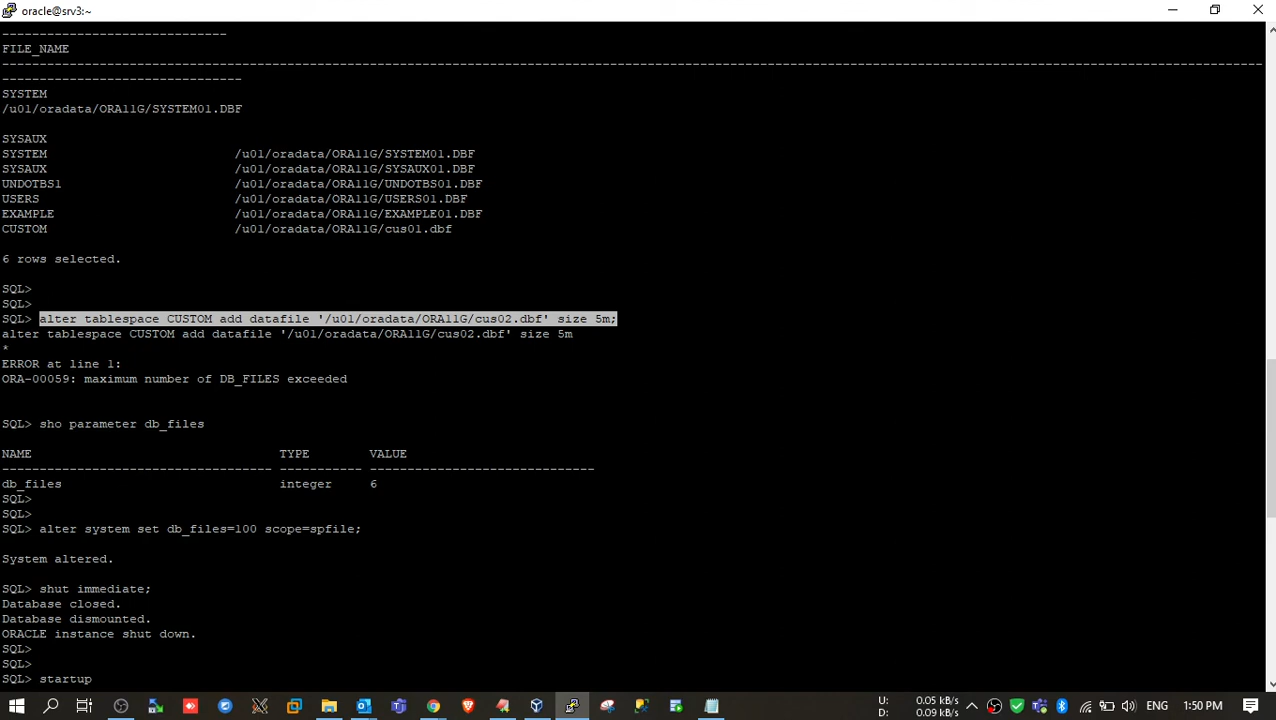 oracle@srv3:~
------------------------------
FILE_NAME
--------------------------------------------------------------------------------------------------------------------------------------------------------------------------
--------------------------------
SYSTEM
/u01/oradata/ORA11G/SYSTEM01.DBF
SYSAUX
SYSTEM /u01/oradata/ORA11G/SYSTEM01.DBF
SYSAUX /u01/oradata/ORA11G/SYSAUX01.DBF
UNDOTBS1 /u01/oradata/ORA11G/UNDOTBS01.DBF
USERS /u01/oradata/ORA11G/USERS01.DBF
EXAMPLE /u01/oradata/ORA11G/EXAMPLE01.DBF
CUSTOM /u01/oradata/ORA11G/cus01.dbf
6 rows selected.
SQL>
SQL>
SQL> alter tablespace CUSTOM add datafile '/u01/oradata/ORA11G/cus02.dbf' size 5m;
alter tablespace CUSTOM add datafile '/u01/oradata/ORA11G/cus02.dbf' size 5m
*
ERROR at line 1:
ORA-00059: maximum number of DB_FILES exceeded
SQL> sho parameter db_files
NAME TYPE VALUE
------------------------------------ ----------- ------------------------------
db_files integer 6
SQL>
SQL>
SQL> alter system set db_files=100 scope=spfile;
System altered.
SQL> shut immediate;
Database closed.
Database dismounted.
ORACLE instance shut down.
SQL>
SQL>
SQL> startup
U: 0.05 kB/s
D: 0.09 kB/s
ENG 1:50 PM